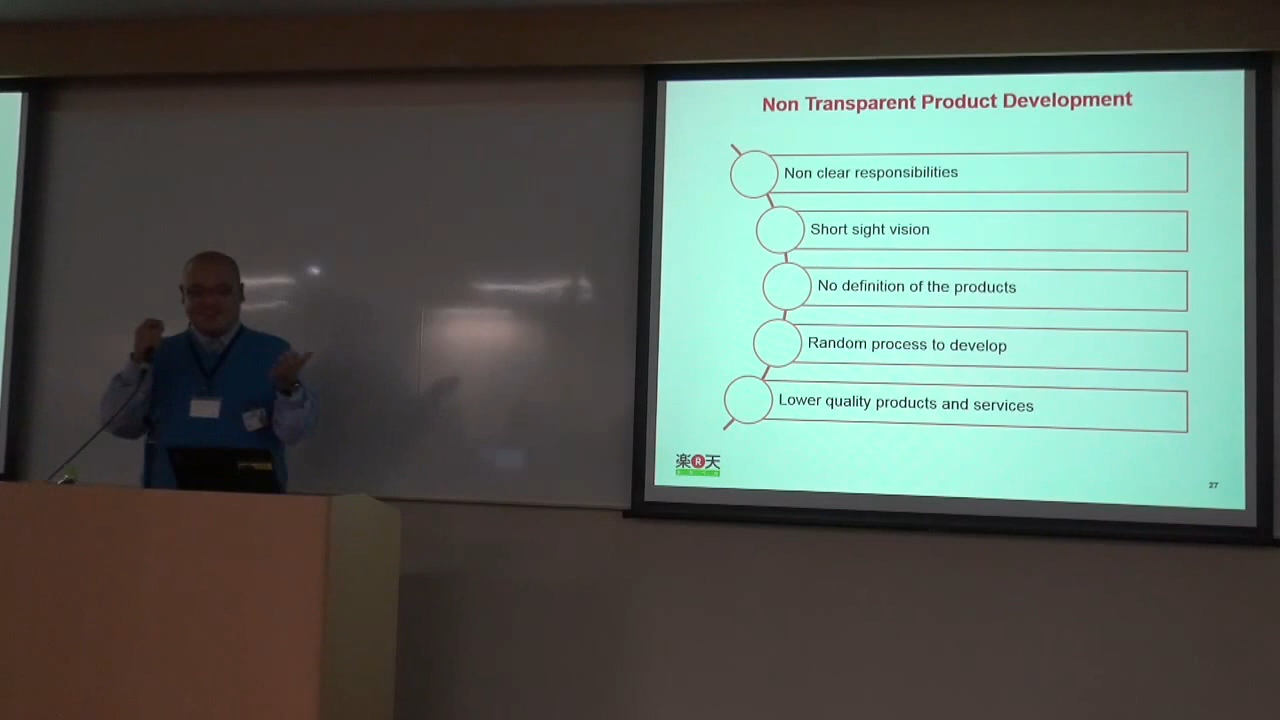 Non Transparent Product Development
Non clear responsibilities
Short sight vision
No definition of the products
Random process to develop
Lower quality products and services
楽R天
27